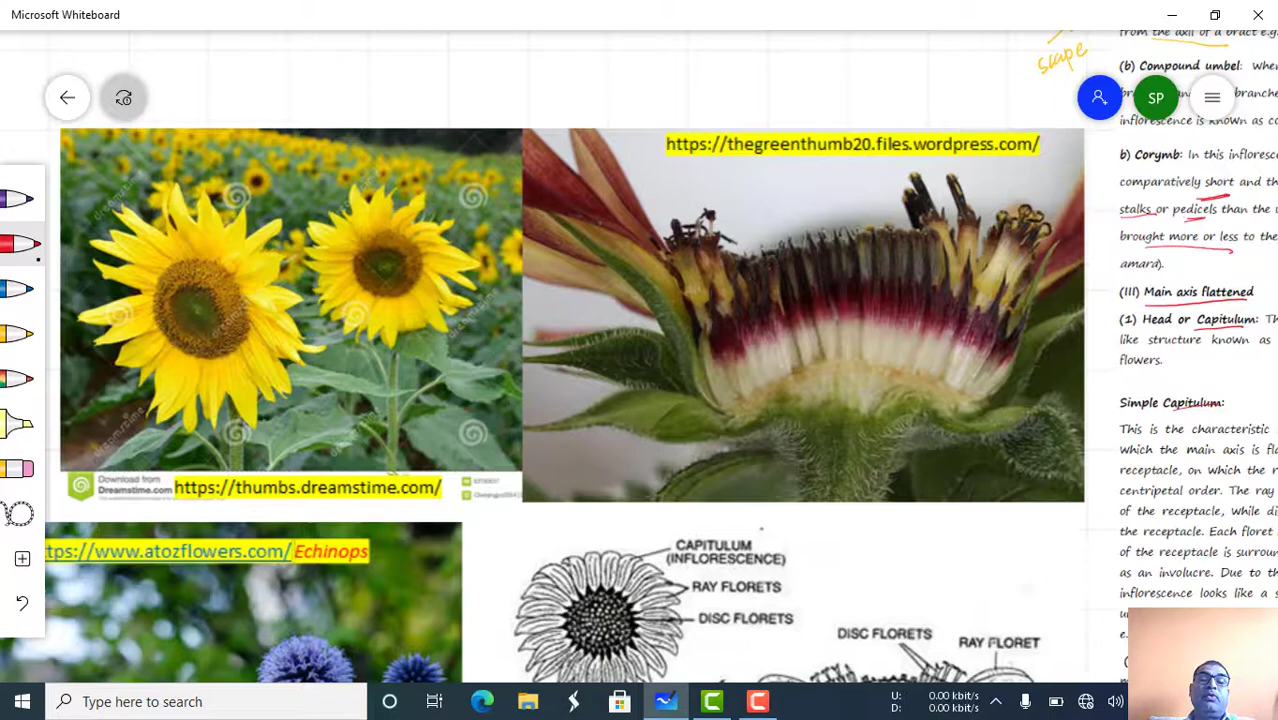 Microsoft Whiteboard
scape
SP
from the axil of a bract e.g.
(b) Compound umbel: Whe
inflorescence is known as co
b) Corymb: In this infloresc
comparatively short and th
stalks or pedicels than the u
brought more or less to the
amara).
(III) Main axis flattened
(1) Head or Capitulum: Th
like structure known as
flowers.
Simple Capitulum:
This is the characteristic
which the main axis is fla
receptacle, on which the r
centripetal order. The ray
of the receptacle, while di
the receptacle. Each floret
of the receptacle is surrou
as an involucre. Due to th
inflorescence looks like a s
https://thegreenthumb20.files.wordpress.com/
Download from
Dreamstime.com
https://thumbs.dreamstime.com/
tps://www.atozflowers.com/ Echinops
CAPITULUM
(INFLORESCENCE)
RAY FLORETS
DISC FLORETS
DISC FLORETS
RAY FLORET
Type here to search
U: 0.00 kbit/s
D: 0.00 kbit/s